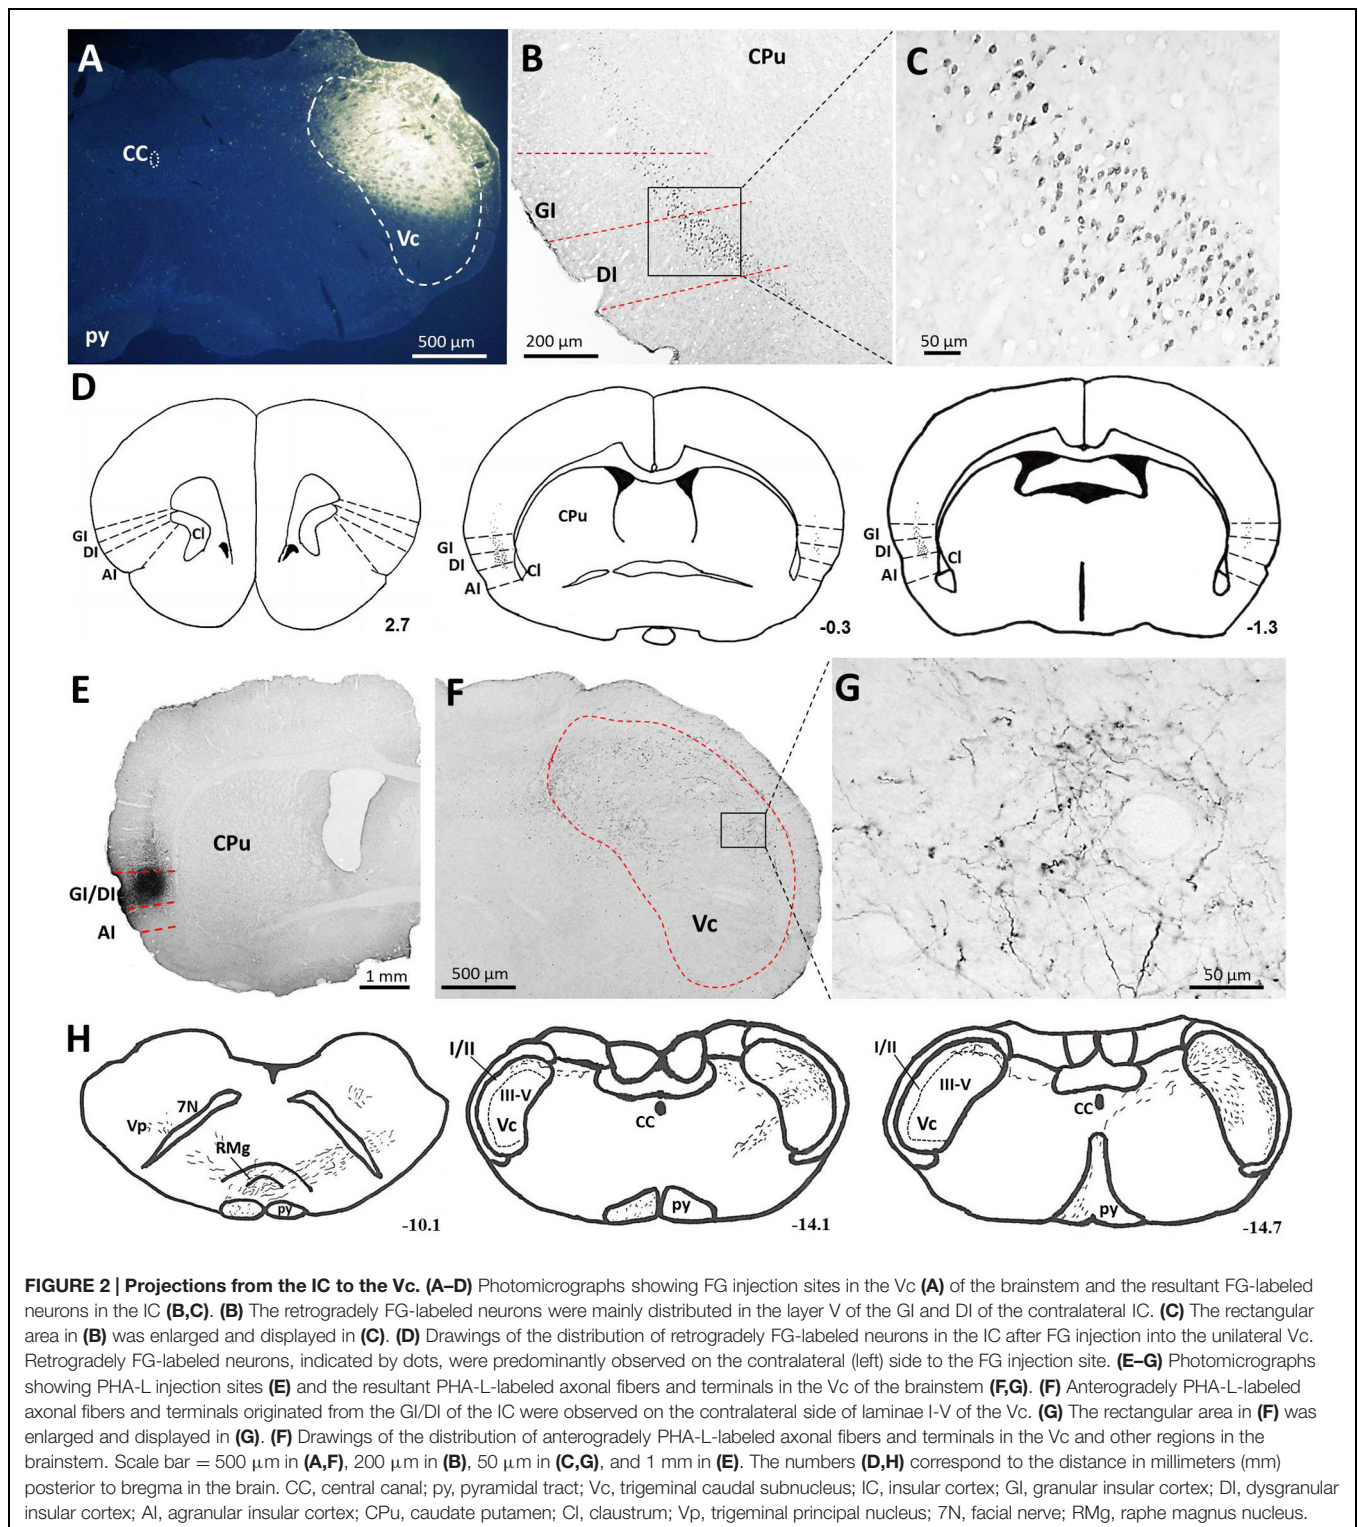 A
CC
Vc
py
500 µm
B
CPu
GI
DI
200 µm
C
50 µm
D
GI
DI
AI
Cl
2.7
CPu
GI
DI
AI
Cl
-0.3
GI
DI
AI
Cl
-1.3
E
CPu
GI/DI
AI
1 mm
F
Vc
500 µm
G
50 µm
H
7N
Vp
RMg
py
-10.1
I/II
III-V
Vc
CC
py
-14.1
I/II
III-V
Vc
CC
py
-14.7
FIGURE 2 | Projections from the IC to the Vc. (A–D) Photomicrographs showing FG injection sites in the Vc (A) of the brainstem and the resultant FG-labeled
neurons in the IC (B,C). (B) The retrogradely FG-labeled neurons were mainly distributed in the layer V of the GI and DI of the contralateral IC. (C) The rectangular
area in (B) was enlarged and displayed in (C). (D) Drawings of the distribution of retrogradely FG-labeled neurons in the IC after FG injection into the unilateral Vc.
Retrogradely FG-labeled neurons, indicated by dots, were predominantly observed on the contralateral (left) side to the FG injection site. (E–G) Photomicrographs
showing PHA-L injection sites (E) and the resultant PHA-L-labeled axonal fibers and terminals in the Vc of the brainstem (F,G). (F) Anterogradely PHA-L-labeled
axonal fibers and terminals originated from the GI/DI of the IC were observed on the contralateral side of laminae I-V of the Vc. (G) The rectangular area in (F) was
enlarged and displayed in (G). (F) Drawings of the distribution of anterogradely PHA-L-labeled axonal fibers and terminals in the Vc and other regions in the
brainstem. Scale bar = 500 µm in (A,F), 200 µm in (B), 50 µm in (C,G), and 1 mm in (E). The numbers (D,H) correspond to the distance in millimeters (mm)
posterior to bregma in the brain. CC, central canal; py, pyramidal tract; Vc, trigeminal caudal subnucleus; IC, insular cortex; GI, granular insular cortex; DI, dysgranular
insular cortex; AI, agranular insular cortex; CPu, caudate putamen; Cl, claustrum; Vp, trigeminal principal nucleus; 7N, facial nerve; RMg, raphe magnus nucleus.